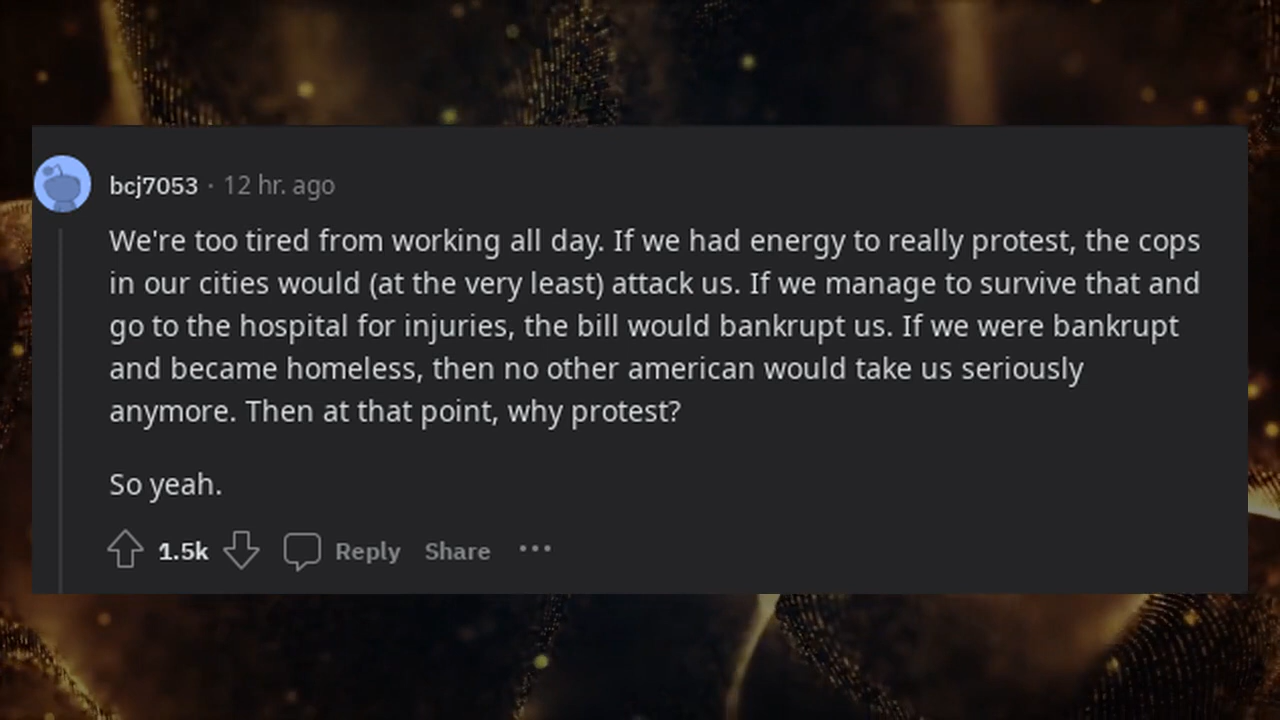 bcj7053 · 12 hr. ago
We're too tired from working all day. If we had energy to really protest, the cops
in our cities would (at the very least) attack us. If we manage to survive that and
go to the hospital for injuries, the bill would bankrupt us. If we were bankrupt
and became homeless, then no other american would take us seriously
anymore. Then at that point, why protest?
So yeah.
1.5k Reply Share